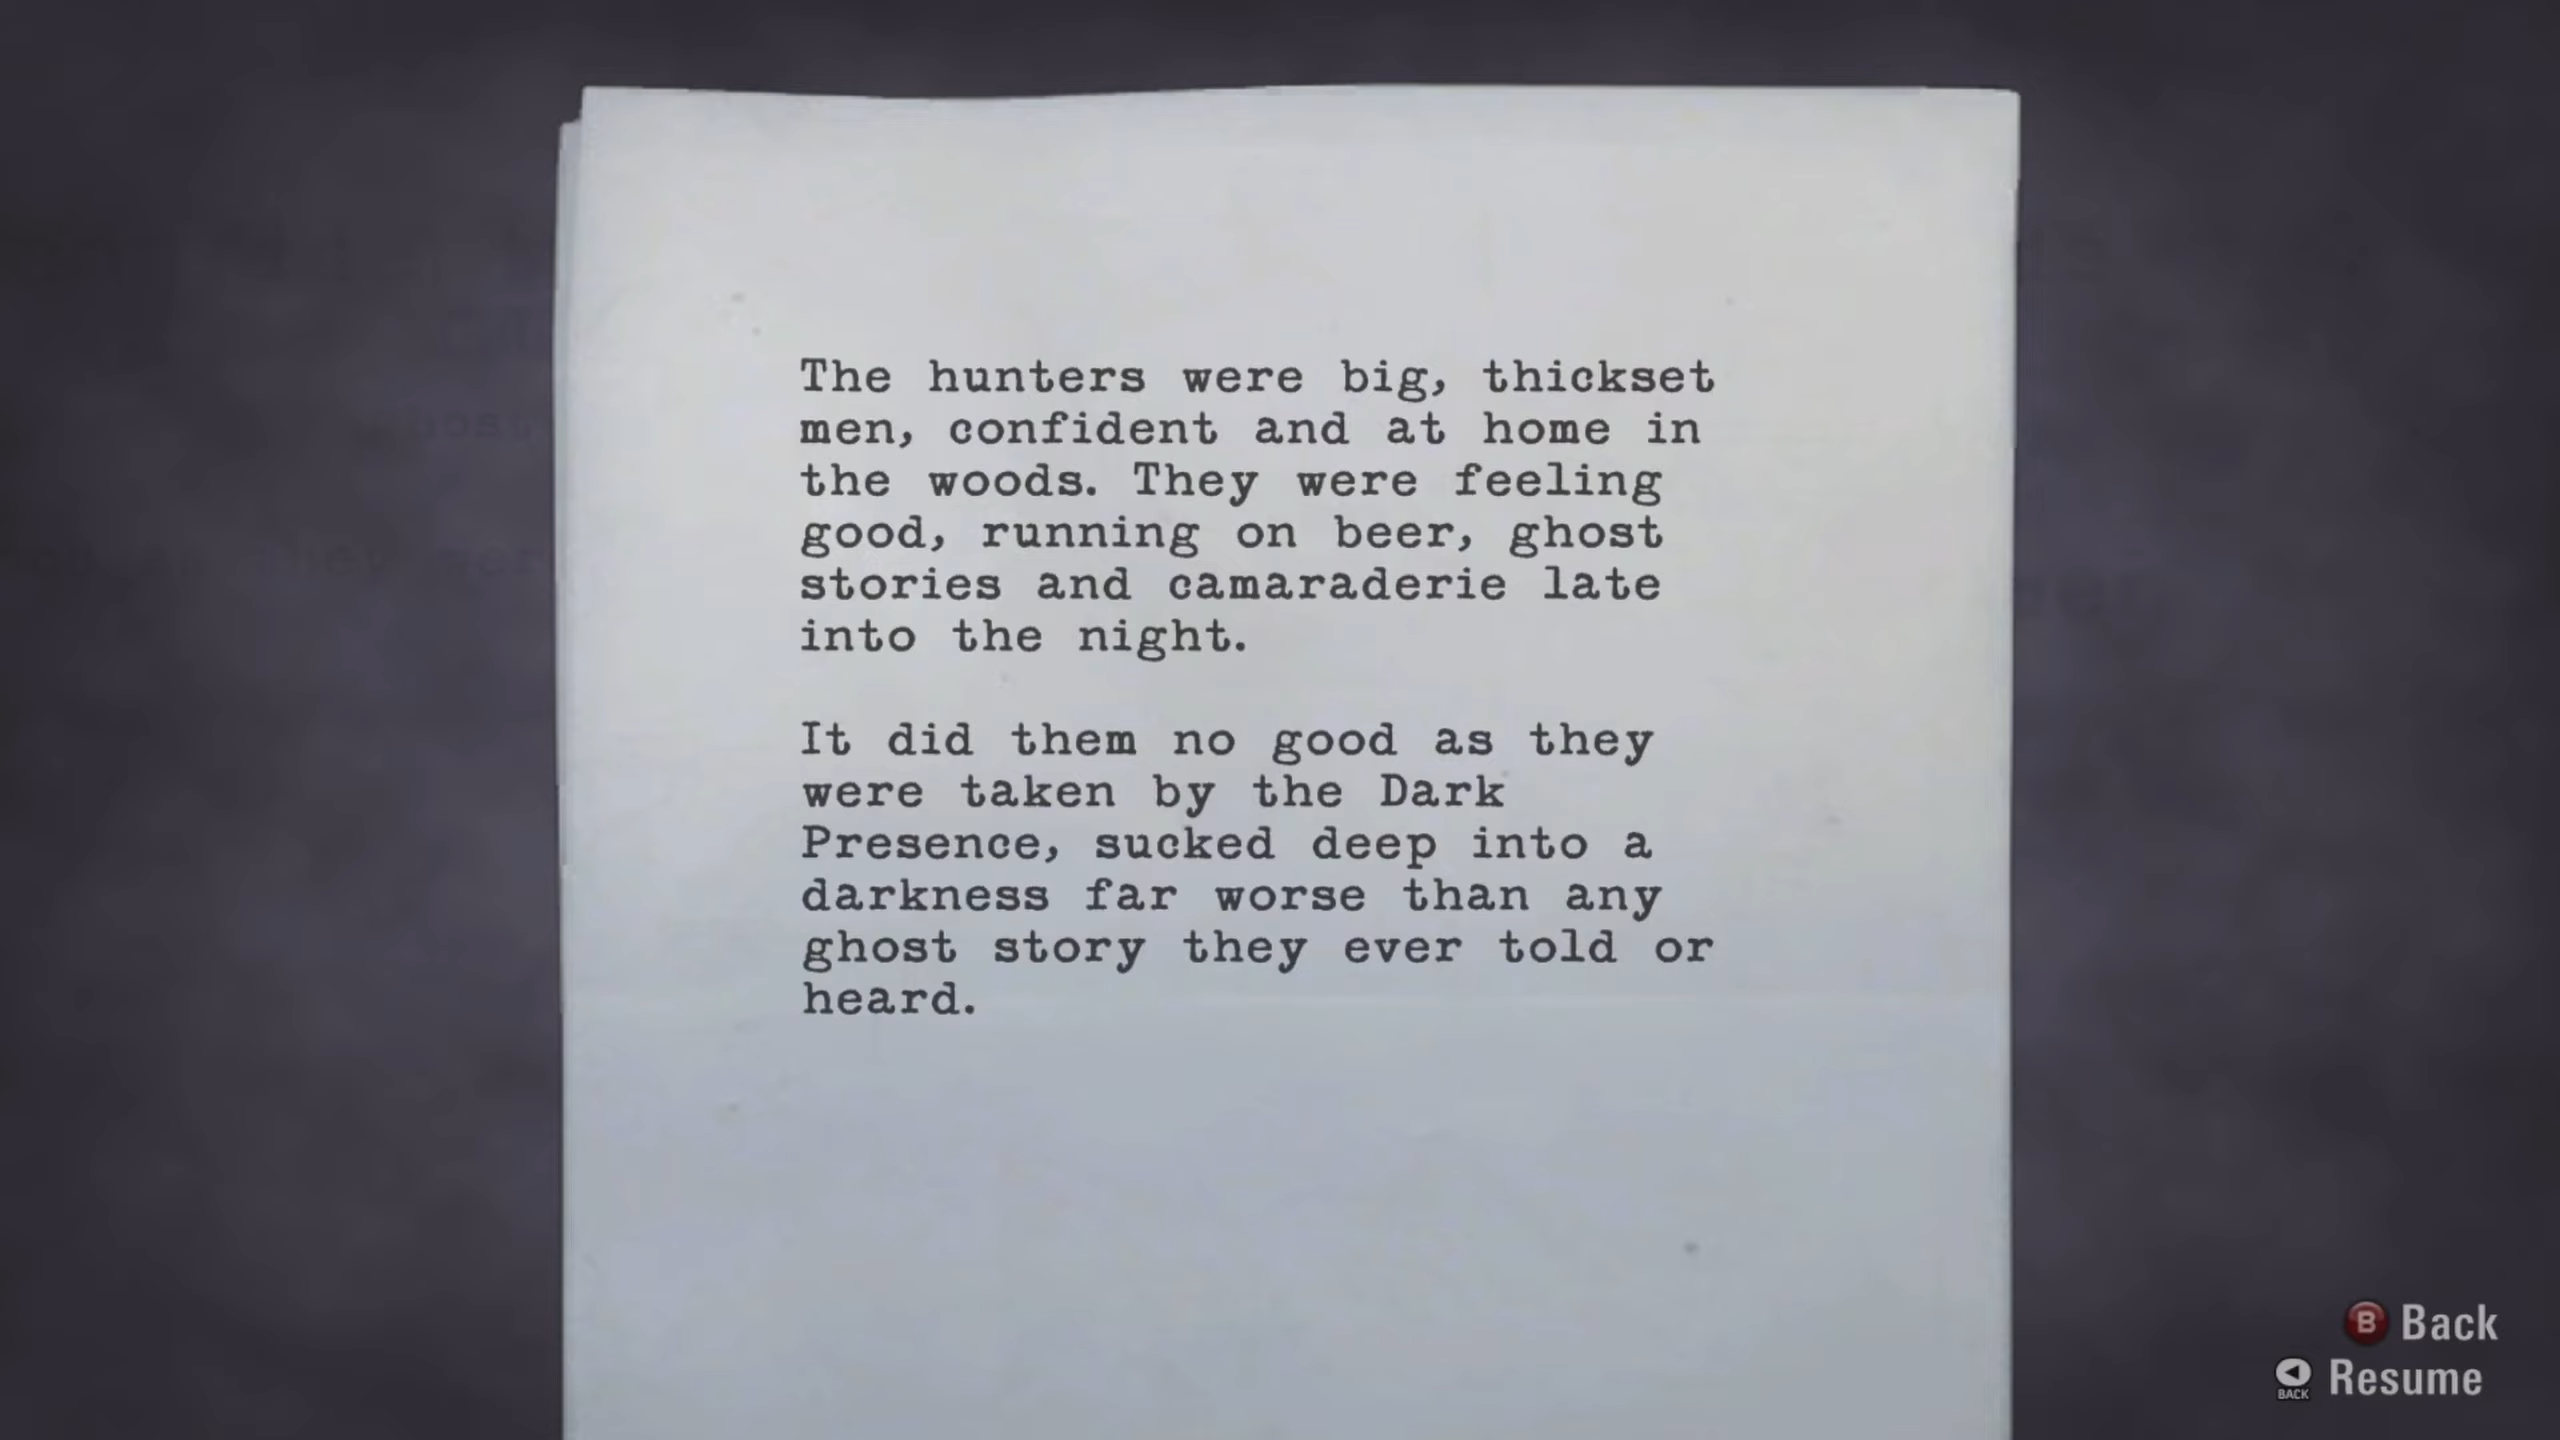 The hunters were big, thickset
men, confident and at home in
the woods. They were feeling
good, running on beer, ghost
stories and camaraderie late
into the night.
It did them no good as they
were taken by the Dark
Presence, sucked deep into a
darkness far worse than any
ghost story they ever told or
heard.
B Back
BACK Resume